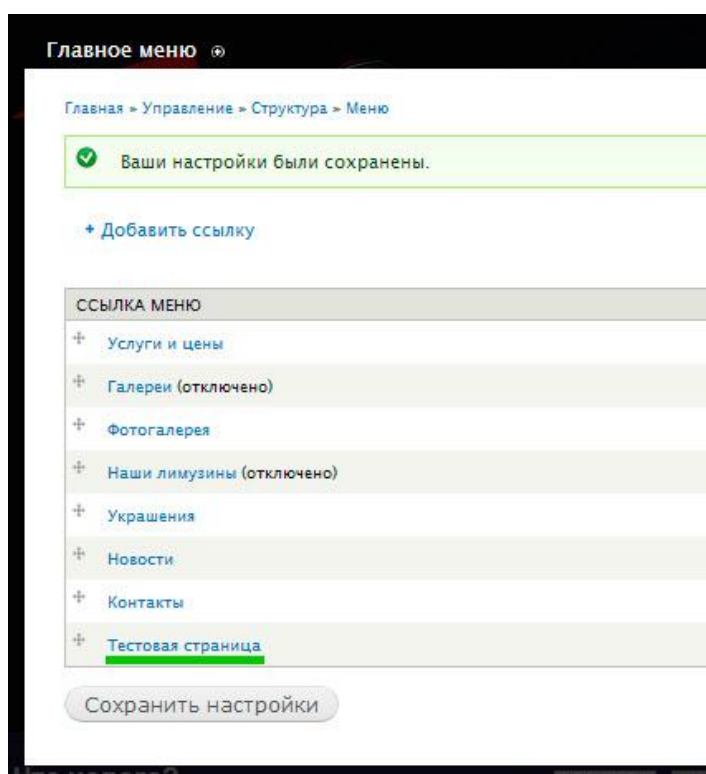 Главное меню
Главная » Управление » Структура » Меню
Ваши настройки были сохранены.
+ Добавить ссылку
ССЫЛКА МЕНЮ
Услуги и цены
Галереи (отключено)
Фотогалерея
Наши лимузины (отключено)
Украшения
Новости
Контакты
Тестовая страница
Сохранить настройки